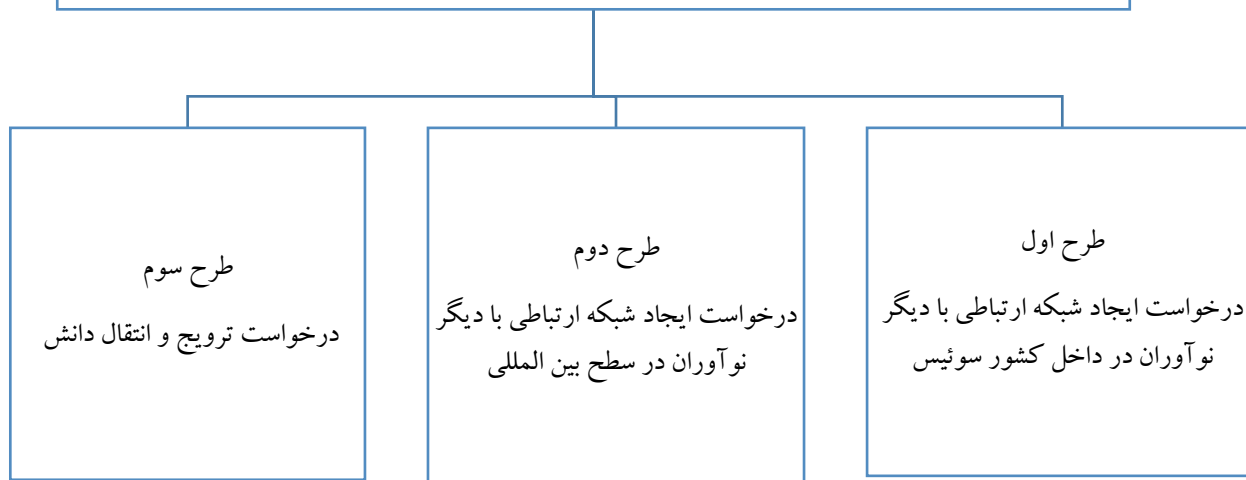 طرح اول
درخواست ایجاد شبکه ارتباطی با دیگر
نوآوران در داخل کشور سوئیس
طرح دوم
درخواست ایجاد شبکه ارتباطی با دیگر
نوآوران در سطح بین المللی
طرح سوم
درخواست ترویج و انتقال دانش